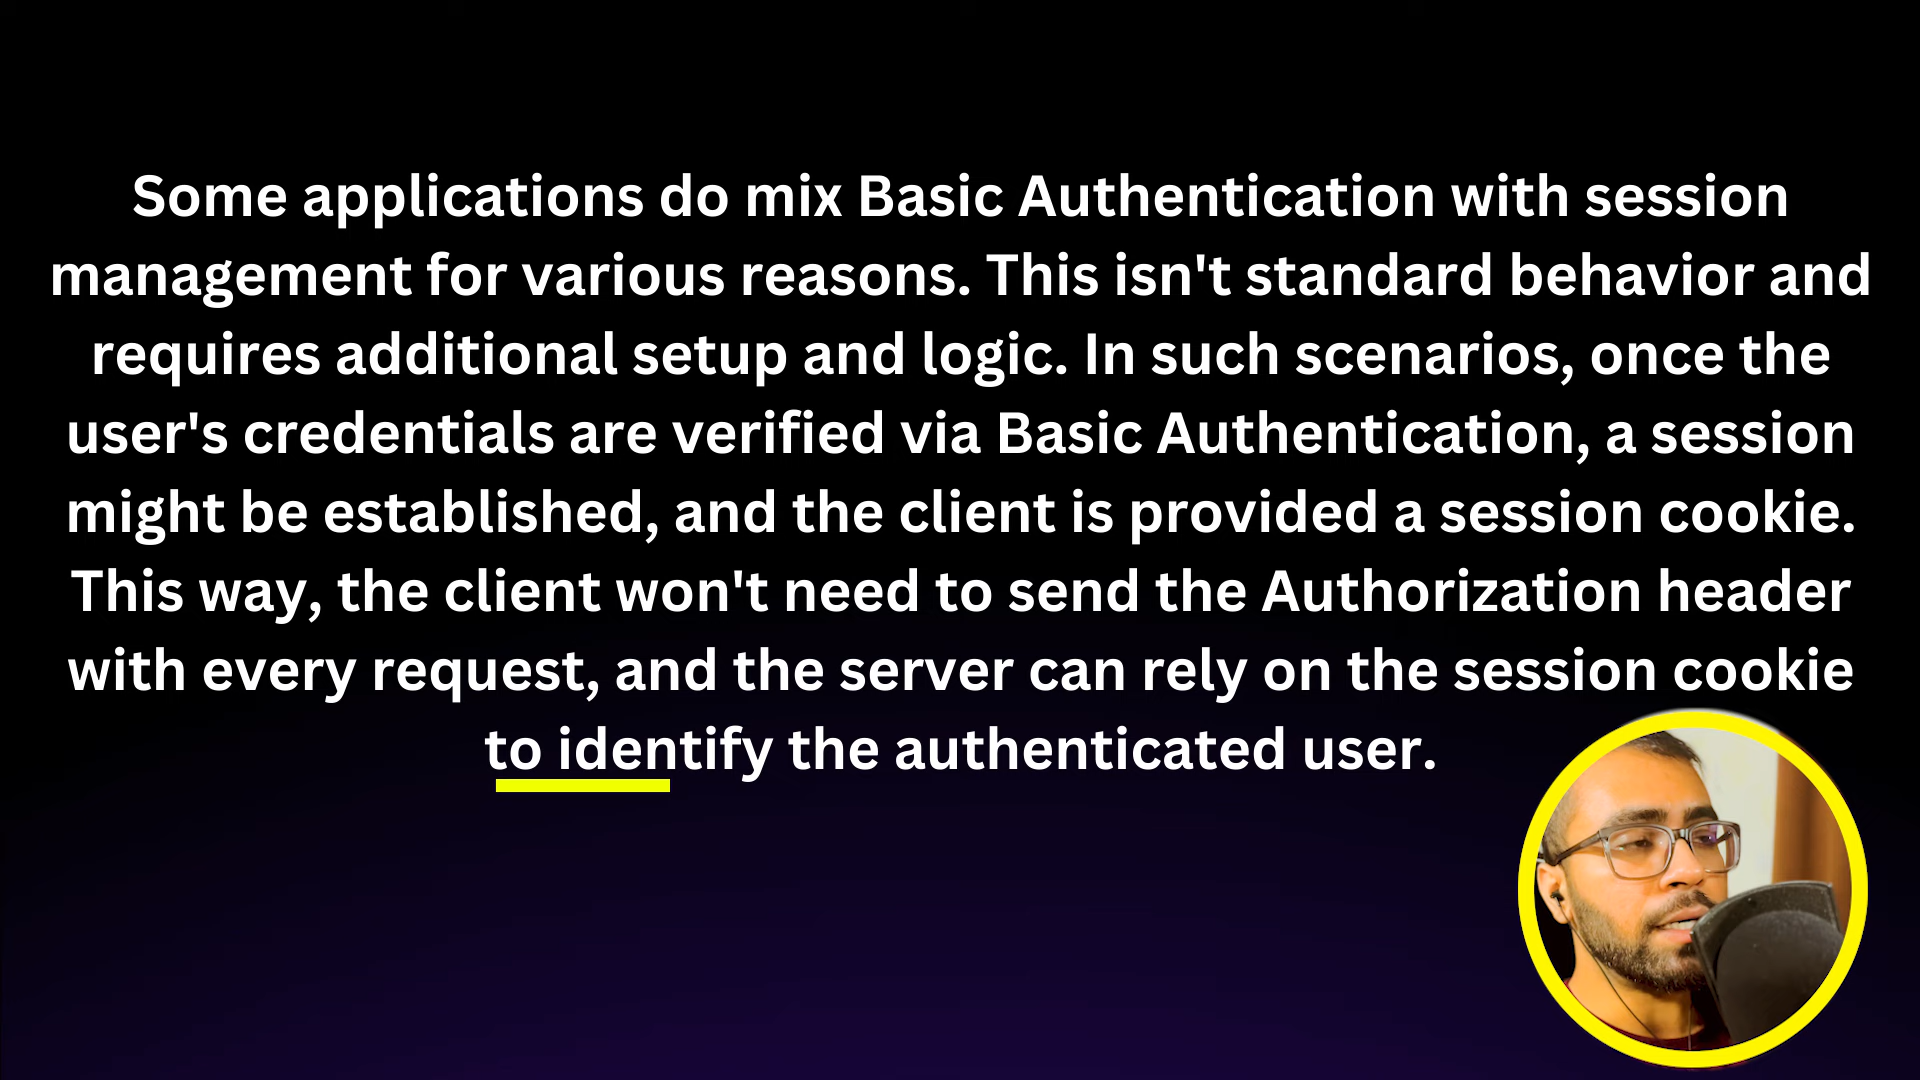 Some applications do mix Basic Authentication with session
management for various reasons. This isn't standard behavior and
requires additional setup and logic. In such scenarios, once the
user's credentials are verified via Basic Authentication, a session
might be established, and the client is provided a session cookie.
This way, the client won't need to send the Authorization header
with every request, and the server can rely on the session cookie
to identify the authenticated user.